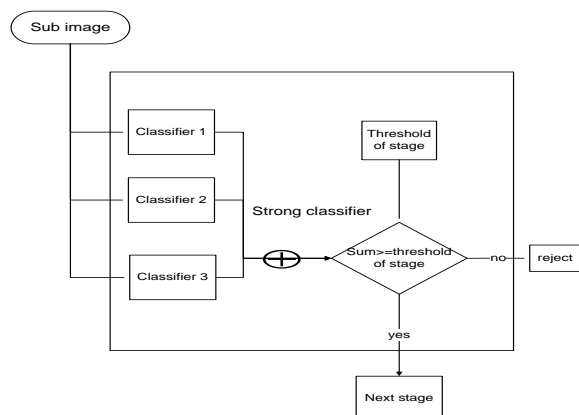 Sub image
Classifier 1
Threshold
of stage
Classifier 2
Strong classifier
Sum>=threshold
of stage
no
reject
Classifier 3
yes
Next stage